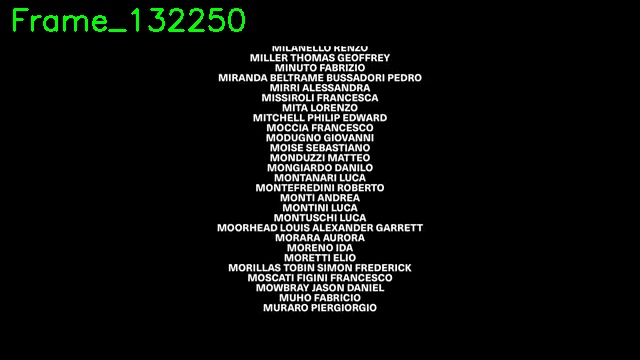 Frame_132250
MILANELLO RENZO
MILLER THOMAS GEOFFREY
MINUTO FABRIZIO
MIRANDA BELTRAME BUSSADORI PEDRO
MIRRI ALESSANDRA
MISSIROLI FRANCESCA
MITA LORENZO
MITCHELL PHILIP EDWARD
MOCCIA FRANCESCO
MODUGNO GIOVANNI
MOISE SEBASTIANO
MONDUZZI MATTEO
MONGIARDO DANILO
MONTANARI LUCA
MONTEFREDINI ROBERTO
MONTI ANDREA
MONTINI LUCA
MONTUSCHI LUCA
MOORHEAD LOUIS ALEXANDER GARRETT
MORARA AURORA
MORENO IDA
MORETTI ELIO
MORILLAS TOBIN SIMON FREDERICK
MOSCATI FIGINI FRANCESCO
MOWBRAY JASON DANIEL
MUHO FABRICIO
MURARO PIERGIORGIO